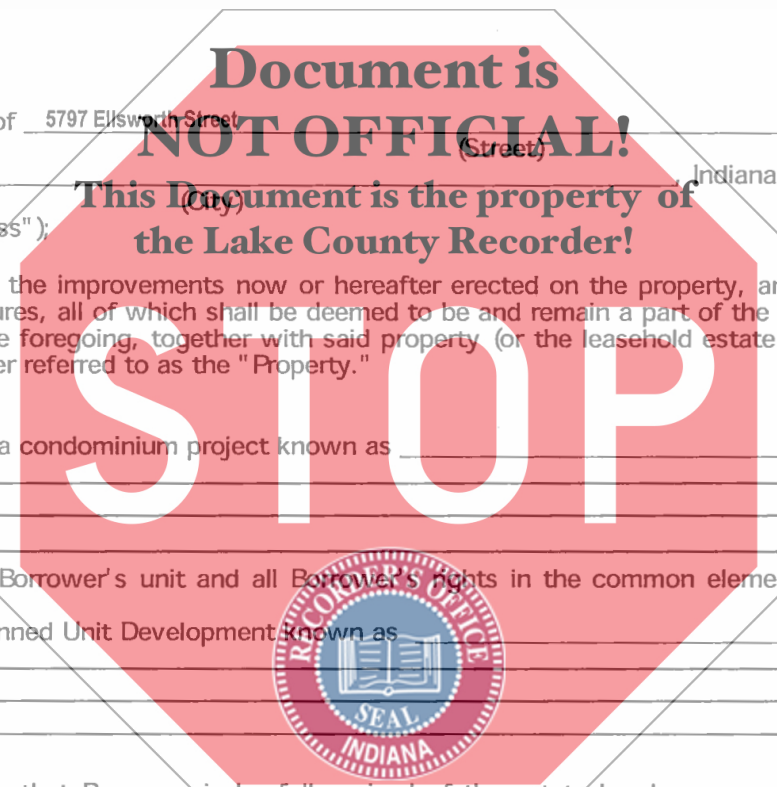 Document is
of 5797 Ellsworth Street
NOT OFFICIAL!
(Street)
, Indiana
This Document is the property of
(City)
ss");
the Lake County Recorder!
the improvements now or hereafter erected on the property, an
ures, all of which shall be deemed to be and remain a part of the
e foregoing, together with said property (or the leasehold estate
er referred to as the "Property."
STOP
a condominium project known as
Borrower's unit and all Borrower's rights in the common eleme
nned Unit Development known as
RECORDER'S OFFICE
SEAL
INDIANA